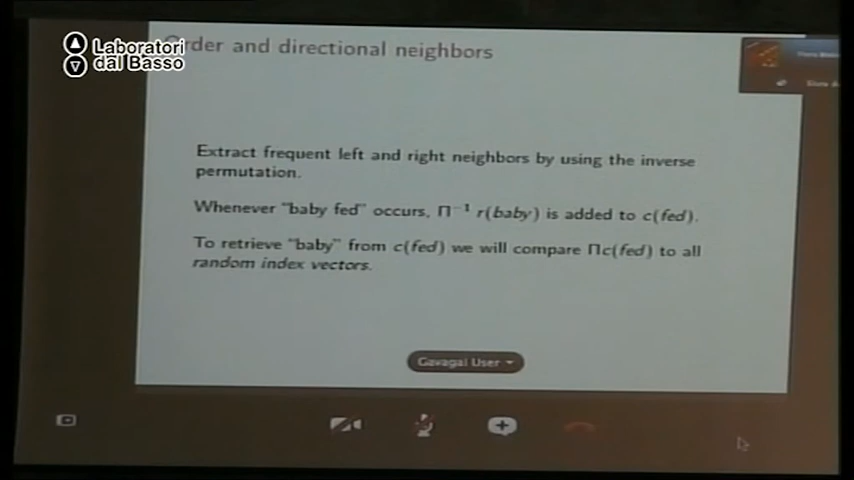 Laboratori
dal Basso
Order and directional neighbors
Extract frequent left and right neighbors by using the inverse
permutation.
Whenever "baby fed" occurs, Π⁻¹ r(baby) is added to c(fed).
To retrieve "baby" from c(fed) we will compare Πc(fed) to all
random index vectors.
Gavagai User